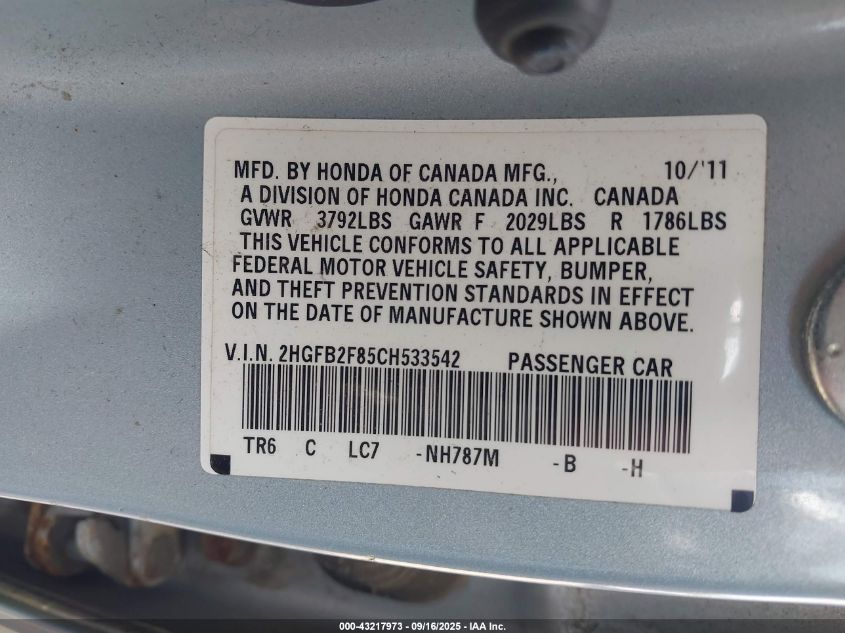 MFD. BY HONDA OF CANADA MFG., 10/'11
A DIVISION OF HONDA CANADA INC. CANADA
GVWR 3792LBS GAWR F 2029LBS R 1786LBS
THIS VEHICLE CONFORMS TO ALL APPLICABLE
FEDERAL MOTOR VEHICLE SAFETY, BUMPER,
AND THEFT PREVENTION STANDARDS IN EFFECT
ON THE DATE OF MANUFACTURE SHOWN ABOVE.
V.I.N. 2HGFB2F85CH533542 PASSENGER CAR
TR6 C LC7 -NH787M -B -H
000-43217973 - 09/16/2025 - IAA Inc.